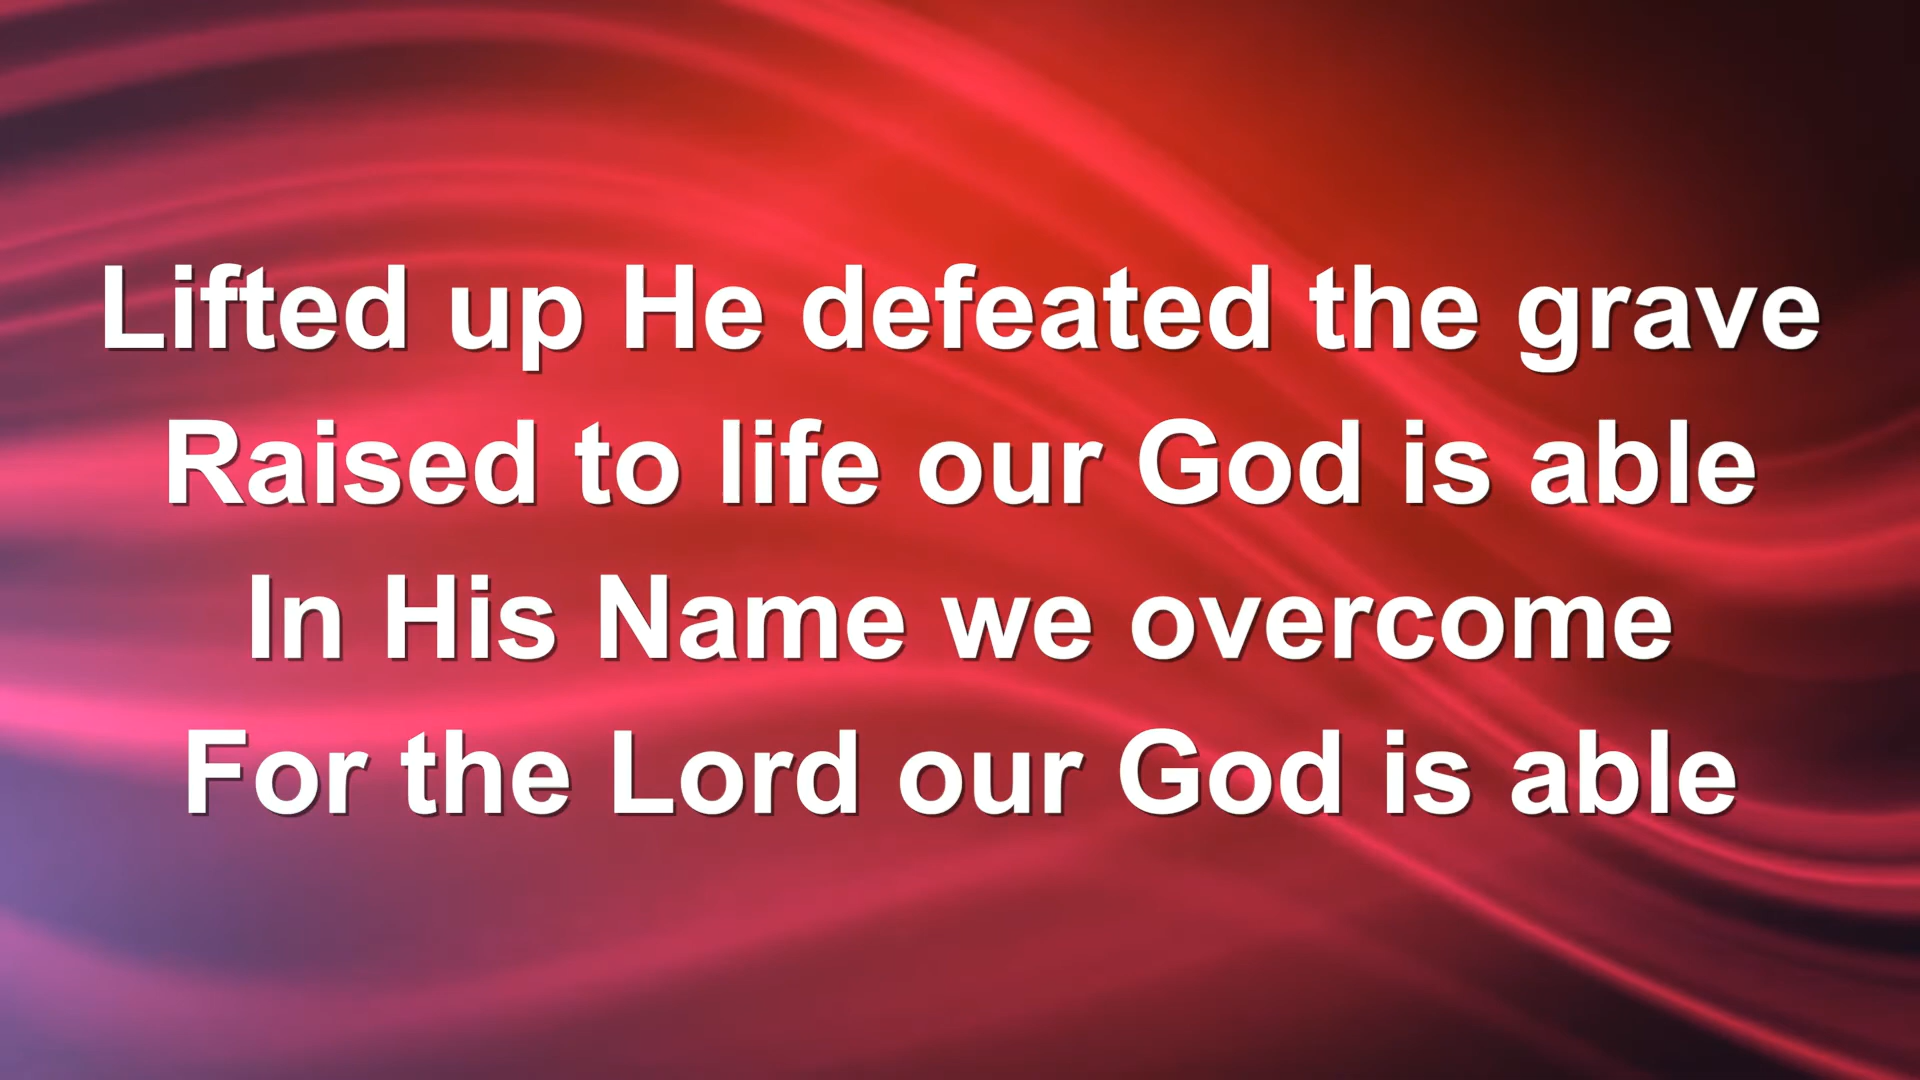 Lifted up He defeated the grave
Raised to life our God is able
In His Name we overcome
For the Lord our God is able